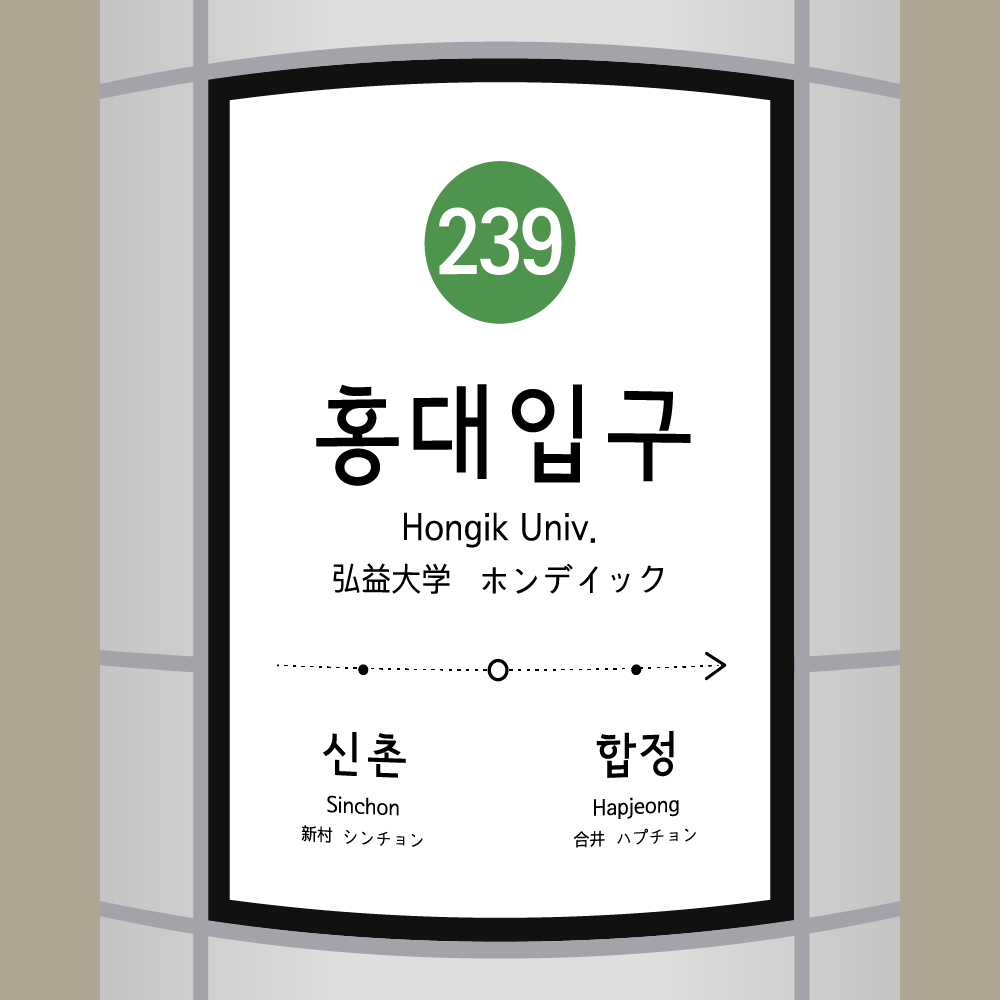 239
홍대입구
Hongik Univ.
弘益大学 ホンデイック
신촌
Sinchon
新村 シンチョン
합정
Hapjeong
合井 ハプチョン